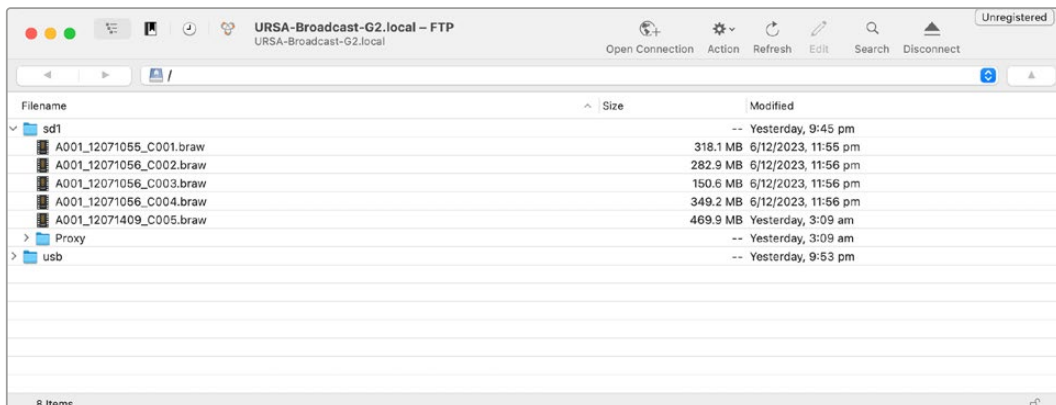 URSA-Broadcast-G2.local – FTP
URSA-Broadcast-G2.local
Open Connection Action Refresh Edit Search Disconnect
Unregistered
/
Filename Size Modified
sd1 -- Yesterday, 9:45 pm
A001_12071055_C001.braw 318.1 MB 6/12/2023, 11:55 pm
A001_12071056_C002.braw 282.9 MB 6/12/2023, 11:56 pm
A001_12071056_C003.braw 150.6 MB 6/12/2023, 11:56 pm
A001_12071056_C004.braw 349.2 MB 6/12/2023, 11:56 pm
A001_12071409_C005.braw 469.9 MB Yesterday, 3:09 am
Proxy -- Yesterday, 3:09 am
usb -- Yesterday, 9:53 pm
8 Items